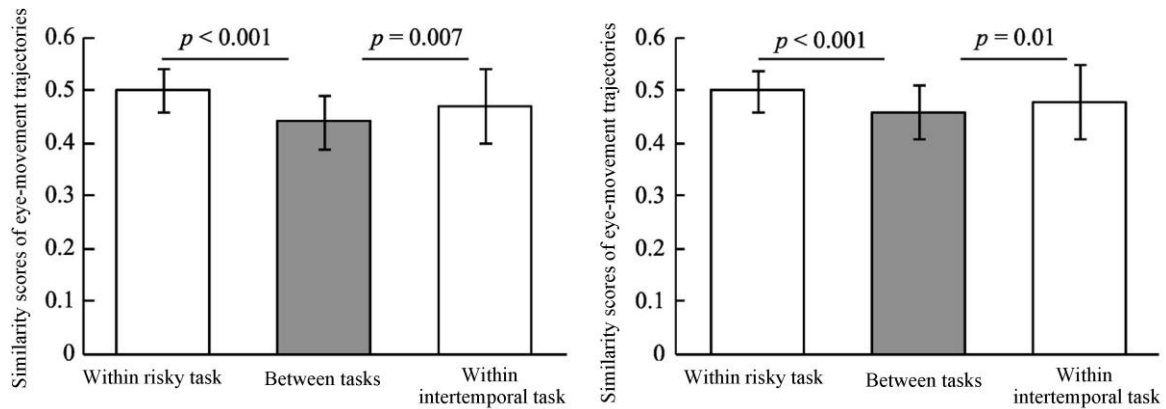 Similarity scores of eye-movement trajectories
0.6
0.5
0.4
0.3
0.2
0.1
0
p < 0.001
p = 0.007
Within risky task
Between tasks
Within
intertemporal task
Similarity scores of eye-movement trajectories
0.6
0.5
0.4
0.3
0.2
0.1
0
p < 0.001
p = 0.01
Within risky task
Between tasks
Within
intertemporal task